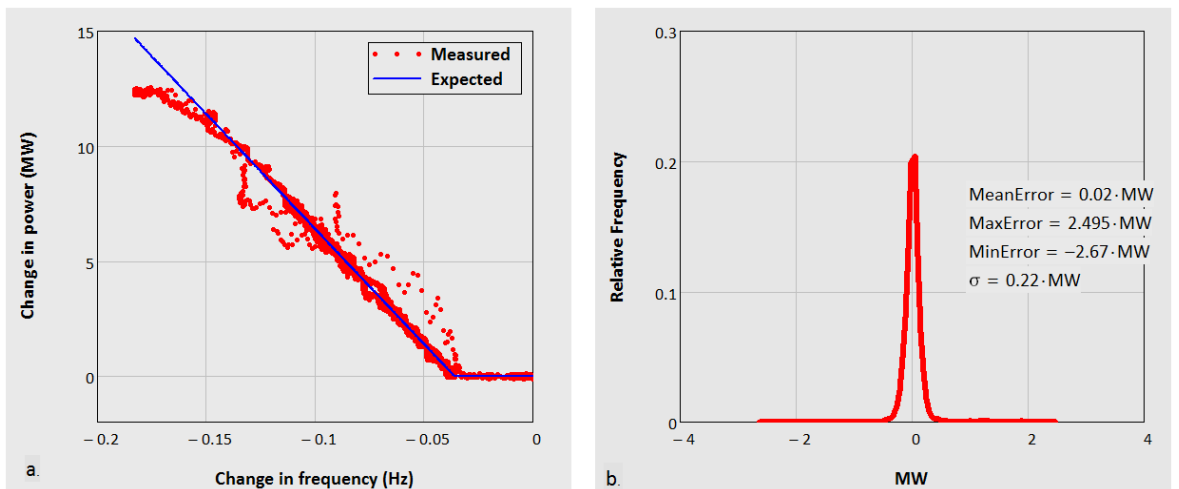 15
10
5
0
−0.2
−0.15
−0.1
−0.05
0
Change in power (MW)
Change in frequency (Hz)
Measured
Expected
a.
0.3
0.2
0.1
0
−4
−2
0
2
4
Relative Frequency
MW
MeanError = 0.02·MW
MaxError = 2.495·MW
MinError = −2.67·MW
σ = 0.22·MW
b.